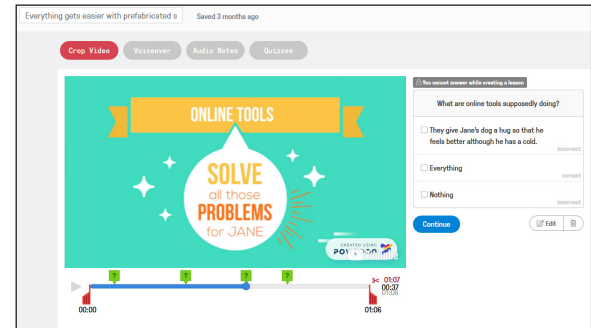 Everything gets easier with prefabricated s
Saved 3 months ago
Crop Video
Voiceover
Audio Notes
Quizzes
ONLINE TOOLS
SOLVE
all those
PROBLEMS
for JANE
CREATED USING
POWTOON
You cannot answer while creating a lesson
What are online tools supposedly doing?
They give Jane's dog a hug so that he
feels better although he has a cold.
incorrect
Everything
correct
Nothing
incorrect
Continue
Edit
?
?
?
?
01:07
00:37
01:06
00:00
01:06